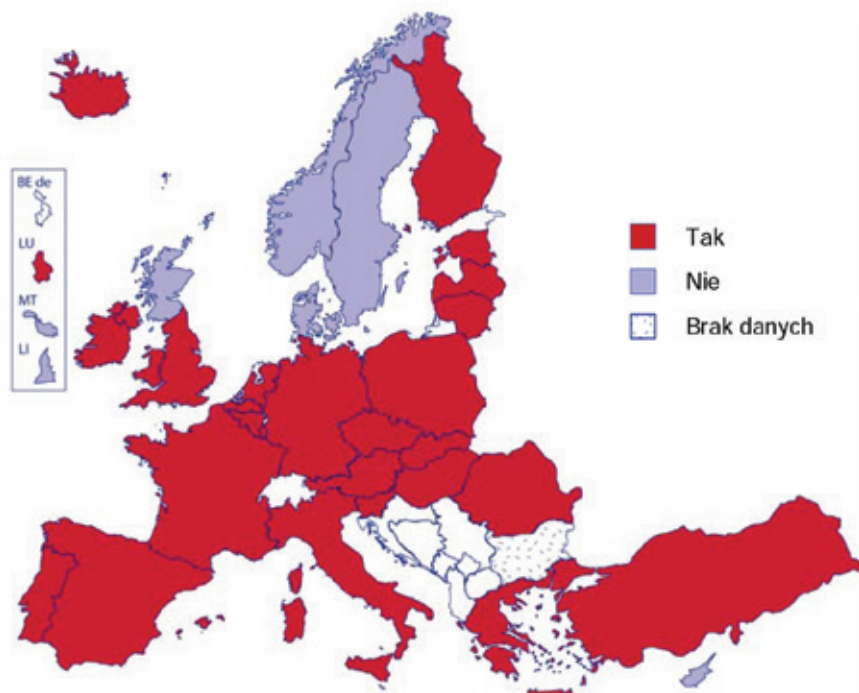 BE de
LU
MT
LI
Tak
Nie
Brak danych